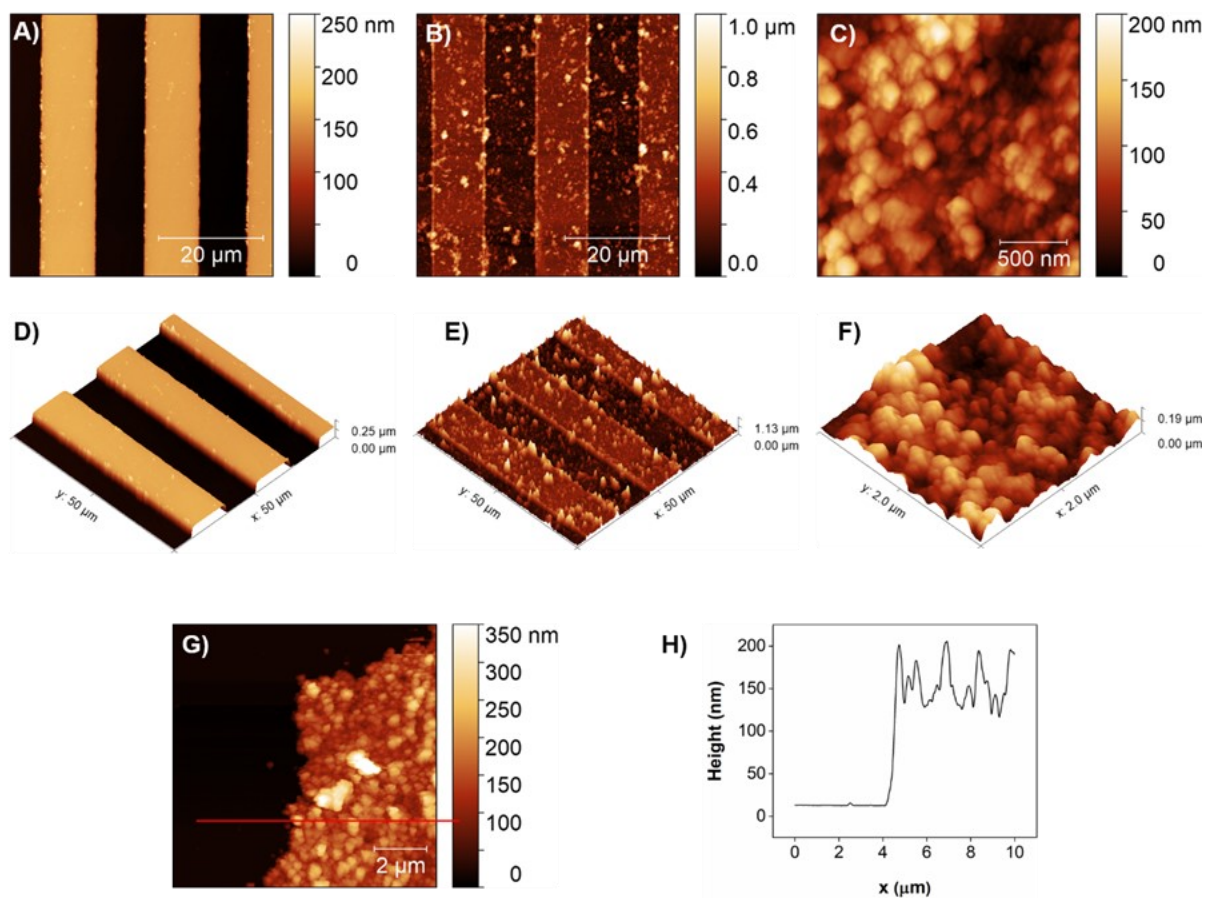 A)
250 nm
200
150
100
0
20 µm
B)
1.0 µm
0.8
0.6
0.4
0.0
20 µm
C)
200 nm
150
100
50
0
500 nm
D)
0.25 µm
0.00 µm
y: 50 µm
x: 50 µm
E)
1.13 µm
0.00 µm
y: 50 µm
x: 50 µm
F)
0.19 µm
0.00 µm
y: 2.0 µm
x: 2.0 µm
G)
350 nm
300
250
200
150
100
0
2 µm
H)
200
150
100
50
0
Height (nm)
0 2 4 6 8 10
x (µm)